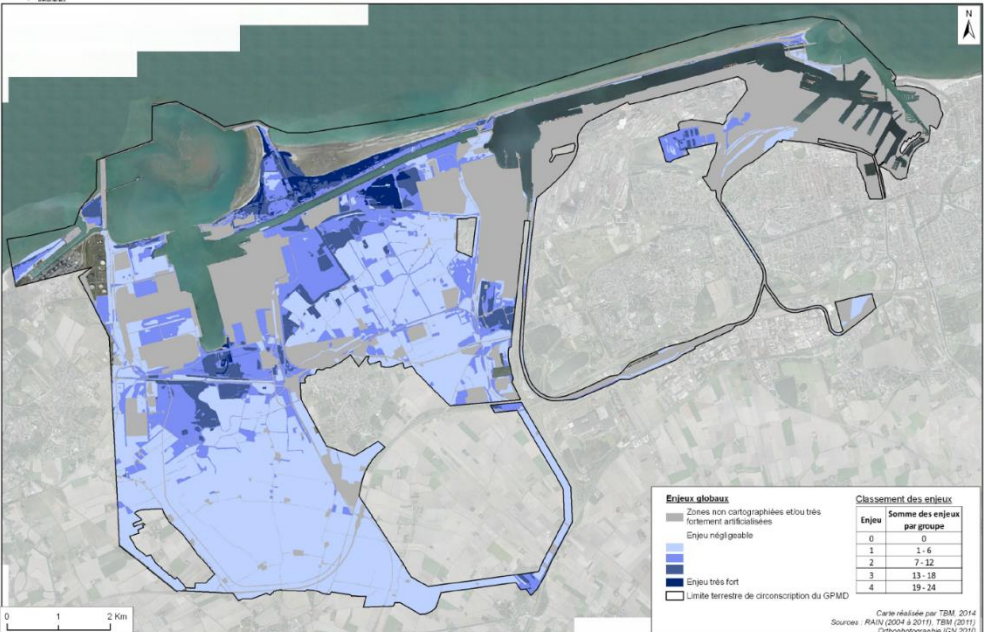 N
Enjeux globaux
Zones non cartographiées et/ou très
fortement artificialisées
Enjeu négligeable
Enjeu très fort
Limite terrestre de circonscription du GPMD
Classement des enjeux
Enjeu Somme des enjeux
par groupe
0 0
1 1 - 6
2 7 - 12
3 13 - 18
4 19 - 24
Carte réalisée par TBM, 2014
Sources : RAIN (2004 à 2011), TBM (2011)
Orthophotographie IGN 2010
0 1 2 Km